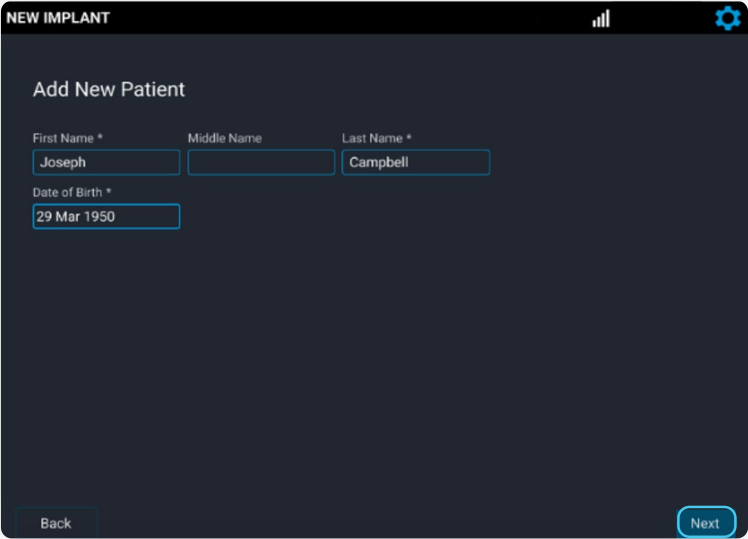 NEW IMPLANT
Add New Patient
First Name * Middle Name Last Name *
Joseph Campbell
Date of Birth *
29 Mar 1950
Back Next